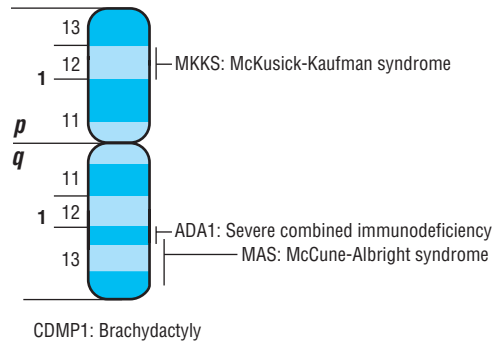 13
12
MKKS: McKusick-Kaufman syndrome
1
11
p
q
11
1
12
ADA1: Severe combined immunodeficiency
MAS: McCune-Albright syndrome
13
CDMP1: Brachydactyly